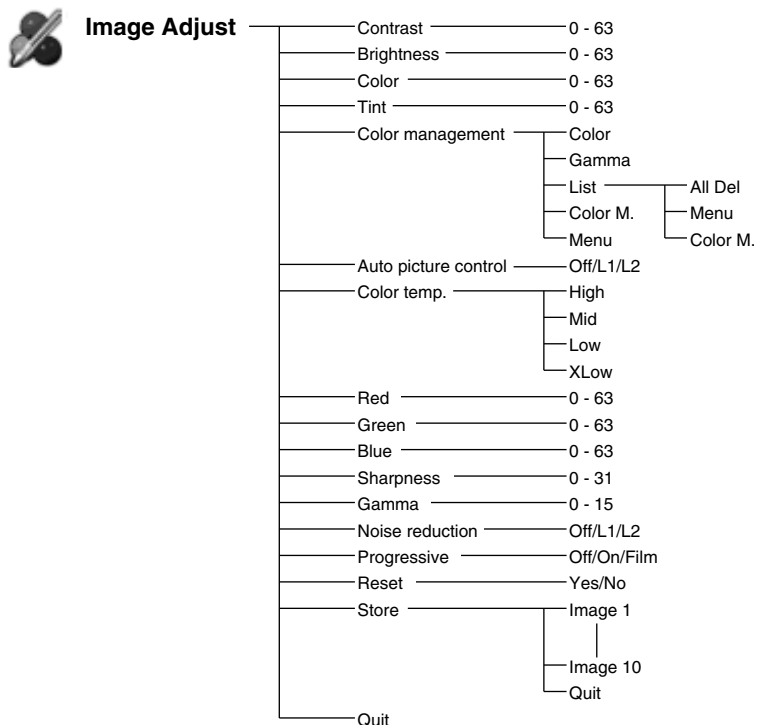 Image Adjust
Contrast 0 - 63
Brightness 0 - 63
Color 0 - 63
Tint 0 - 63
Color management Color
Gamma
List All Del
Color M. Menu
Menu Color M.
Auto picture control Off/L1/L2
Color temp. High
Mid
Low
XLow
Red 0 - 63
Green 0 - 63
Blue 0 - 63
Sharpness 0 - 31
Gamma 0 - 15
Noise reduction Off/L1/L2
Progressive Off/On/Film
Reset Yes/No
Store Image 1
Image 10
Quit
Quit